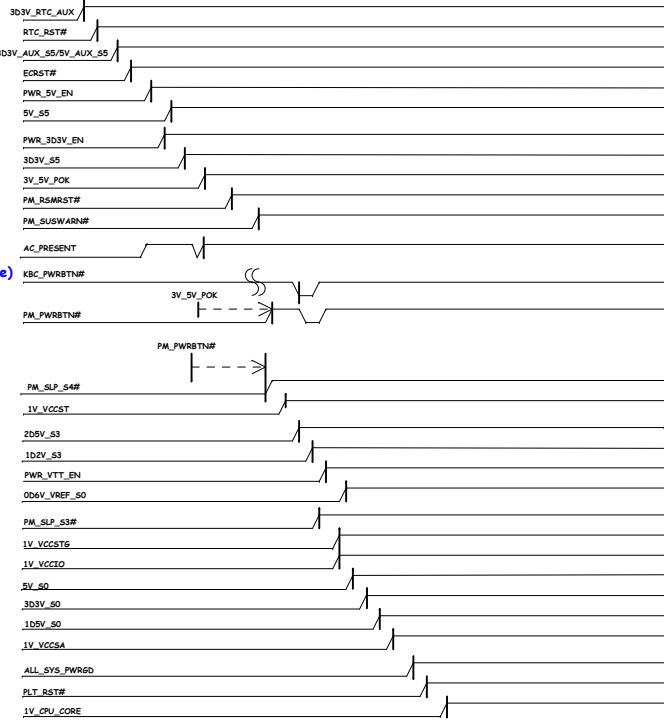 3D3V_RTC_AUX
RTC_RST#
3D3V_AUX_S5/5V_AUX_S5
ECRST#
PWR_5V_EN
5V_S5
PWR_3D3V_EN
3D3V_S5
3V_5V_POK
PM_RSMRST#
PM_SUSWARN#
AC_PRESENT
e) KBC_PWRBTN#
3V_5V_POK
PM_PWRBTN#
PM_PWRBTN#
PM_SLP_S4#
1V_VCCST
2D5V_S3
1D2V_S3
PWR_VTT_EN
0D6V_VREF_S0
PM_SLP_S3#
1V_VCCSTG
1V_VCCIO
5V_S0
3D3V_S0
1D5V_S0
1V_VCCSA
ALL_SYS_PWRGD
PLT_RST#
1V_CPU_CORE